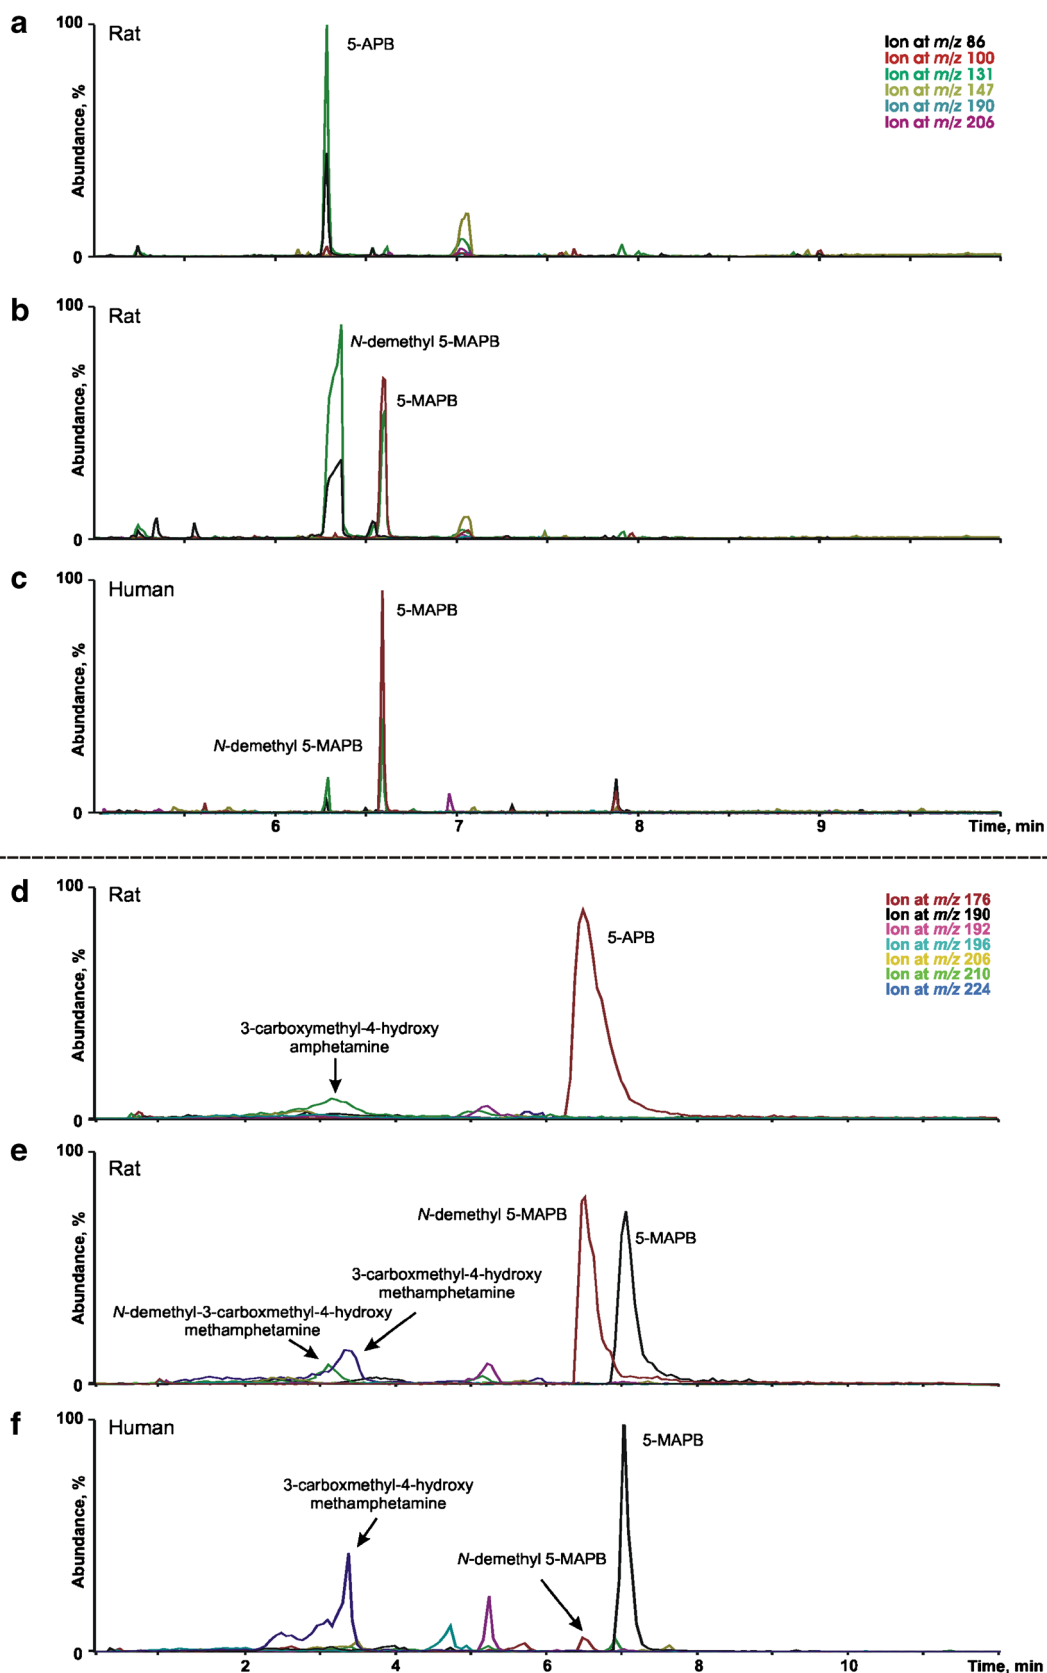 a
100
Rat
5-APB
Ion at m/z 86
Ion at m/z 100
Ion at m/z 131
Ion at m/z 147
Ion at m/z 190
Ion at m/z 206
Abundance, %
0
b
100
Rat
N-demethyl 5-MAPB
5-MAPB
Abundance, %
0
c
100
Human
5-MAPB
N-demethyl 5-MAPB
Abundance, %
0
6
7
8
9
Time, min
d
100
Rat
5-APB
Ion at m/z 176
Ion at m/z 190
Ion at m/z 192
Ion at m/z 196
Ion at m/z 206
Ion at m/z 210
Ion at m/z 224
3-carboxymethyl-4-hydroxy
amphetamine
Abundance, %
0
e
100
Rat
N-demethyl 5-MAPB
5-MAPB
3-carboxmethyl-4-hydroxy
methamphetamine
N-demethyl-3-carboxmethyl-4-hydroxy
methamphetamine
Abundance, %
0
f
100
Human
5-MAPB
3-carboxmethyl-4-hydroxy
methamphetamine
N-demethyl 5-MAPB
Abundance, %
0
2
4
6
8
10
Time, min